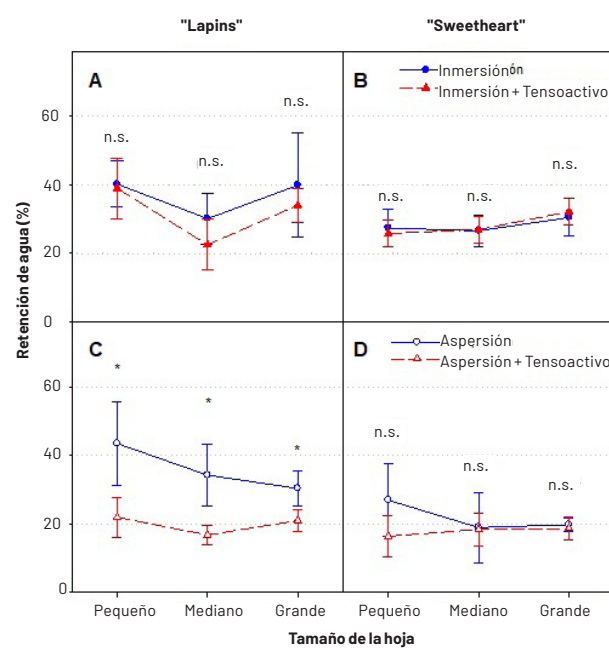 "Lapins"
"Sweetheart"
A
B
Inmersiónón
Inmersión + Tensoactivo
n.s.
n.s.
n.s.
n.s.
n.s.
n.s.
60
40
20
0
Retención de agua (%)
C
D
Aspersión
Aspersión + Tensoactivo
*
*
*
n.s.
n.s.
n.s.
60
40
20
0
Pequeño Mediano Grande Pequeño Mediano Grande
Tamaño de la hoja